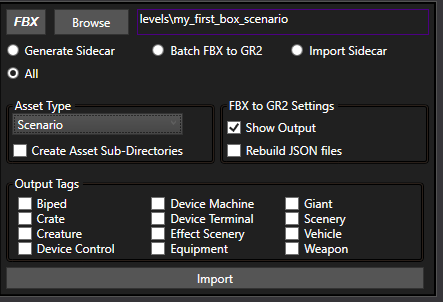 FBX Browse levels\my_first_box_scenario
Generate Sidecar Batch FBX to GR2 Import Sidecar
All
Asset Type FBX to GR2 Settings
Scenario Show Output
Create Asset Sub-Directories Rebuild JSON files
Output Tags
Biped Device Machine Giant
Crate Device Terminal Scenery
Creature Effect Scenery Vehicle
Device Control Equipment Weapon
Import